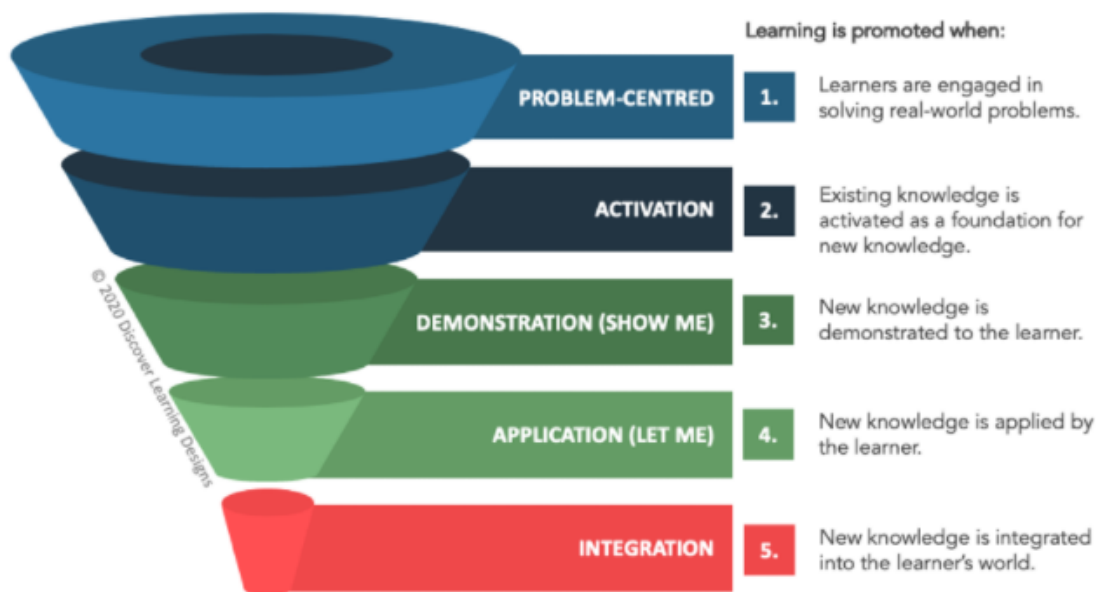 Learning is promoted when:
PROBLEM-CENTRED
1.
Learners are engaged in
solving real-world problems.
ACTIVATION
2.
Existing knowledge is
activated as a foundation for
new knowledge.
DEMONSTRATION (SHOW ME)
3.
New knowledge is
demonstrated to the learner.
APPLICATION (LET ME)
4.
New knowledge is applied by
the learner.
INTEGRATION
5.
New knowledge is integrated
into the learner's world.
© 2020 Discover Learning Designs